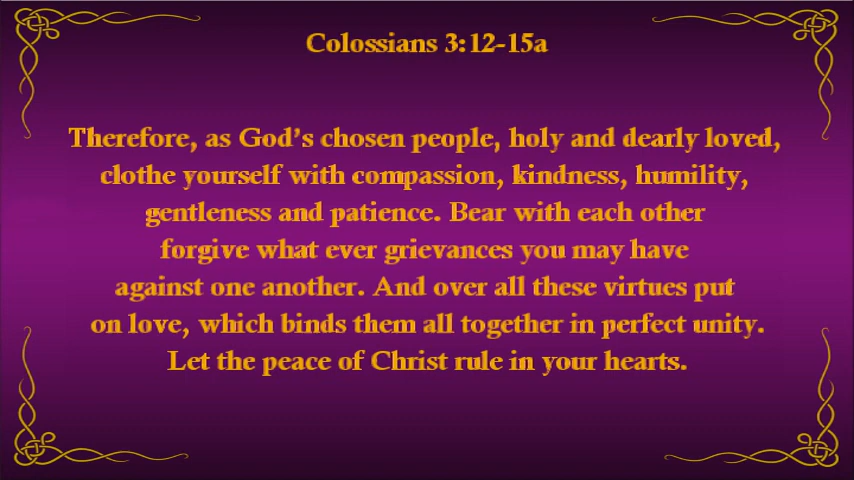 Colossians 3:12-15a
Therefore, as God's chosen people, holy and dearly loved,
clothe yourself with compassion, kindness, humility,
gentleness and patience. Bear with each other
forgive what ever grievances you may have
against one another. And over all these virtues put
on love, which binds them all together in perfect unity.
Let the peace of Christ rule in your hearts.